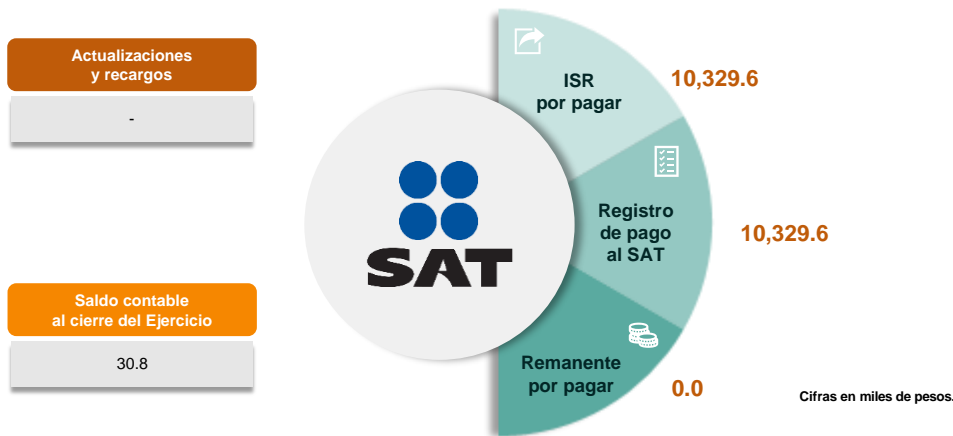 Actualizaciones
y recargos
-
Saldo contable
al cierre del Ejercicio
30.8
SAT
ISR
por pagar
10,329.6
Registro
de pago
al SAT
10,329.6
Remanente
por pagar
0.0
Cifras en miles de pesos.